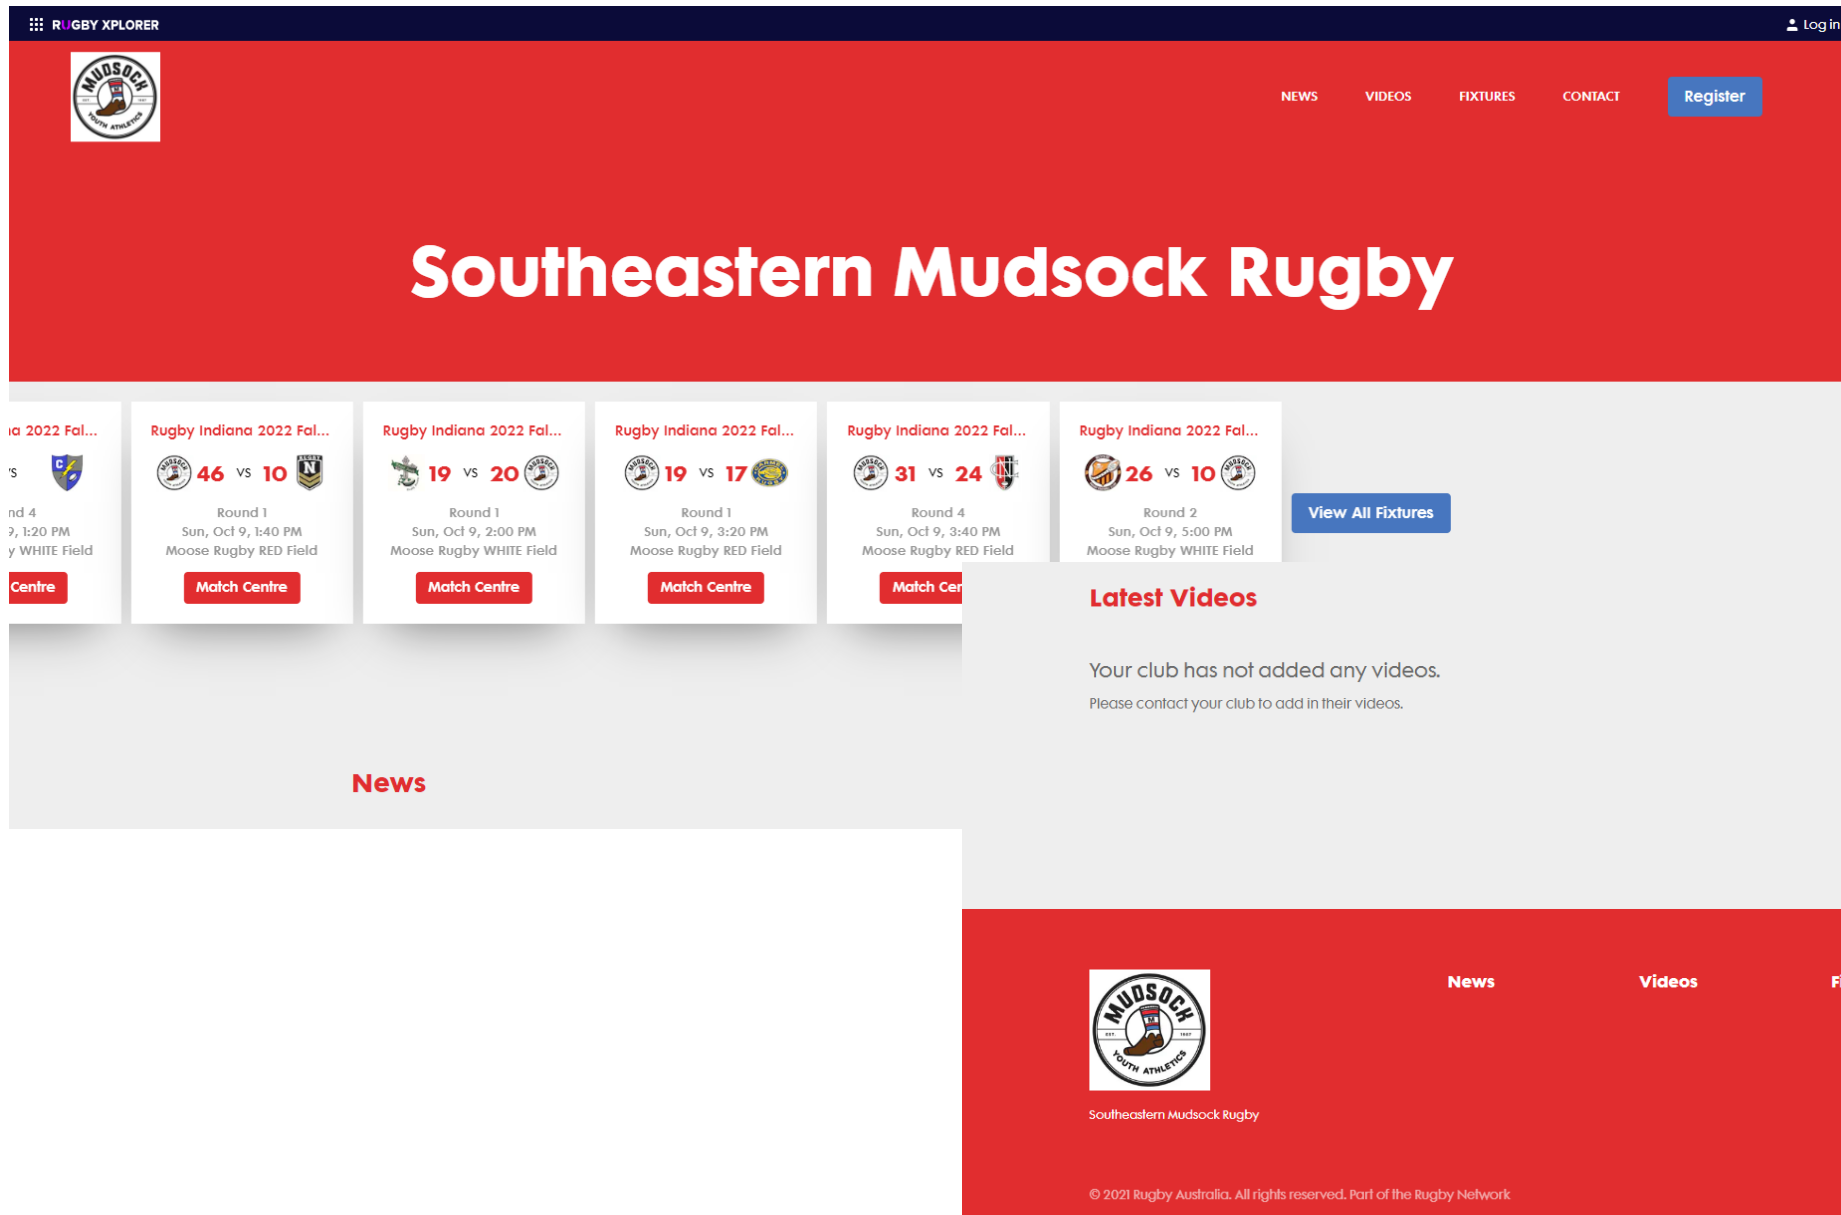 RUGBY XPLORER
Log in
MUDSOCK
YOUTH ATHLETICS
NEWS
VIDEOS
FIXTURES
CONTACT
Register
Southeastern Mudsock Rugby
a 2022 Fal...
nd 4
9, 1:20 PM
WHITE Field
Centre
Rugby Indiana 2022 Fal...
46 vs 10
Round 1
Sun, Oct 9, 1:40 PM
Moose Rugby RED Field
Match Centre
Rugby Indiana 2022 Fal...
19 vs 20
Round 1
Sun, Oct 9, 2:00 PM
Moose Rugby WHITE Field
Match Centre
Rugby Indiana 2022 Fal...
19 vs 17
Round 1
Sun, Oct 9, 3:20 PM
Moose Rugby RED Field
Match Centre
Rugby Indiana 2022 Fal...
31 vs 24
Round 4
Sun, Oct 9, 3:40 PM
Moose Rugby RED Field
Match Cer
Rugby Indiana 2022 Fal...
26 vs 10
Round 2
Sun, Oct 9, 5:00 PM
Moose Rugby WHITE Field
View All Fixtures
News
Latest Videos
Your club has not added any videos.
Please contact your club to add in their videos.
MUDSOCK
M
EST.
YOUTH ATHLETICS
Southeastern Mudsock Rugby
News
Videos
© 2021 Rugby Australia. All rights reserved. Part of the Rugby Network